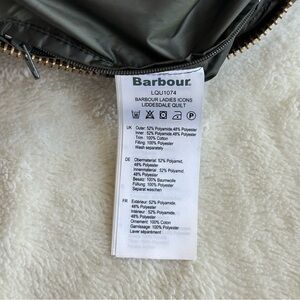 Barbour
LQU1074
BARBOUR LADIES ICONS
LIDDESDALE QUILT
UK Outer: 52% Polyamide,48% Polyester
Inner: 52% Polyamide,48% Polyester
Trim : 100% Cotton
Filling: 100% Polyester
Wash separately
DE Obermaterial: 52% Polyamid,
48% Polyester
Innenmaterial: 52% Polyamid,
48% Polyester
Besatz: 100% Baumwolle
Füllung: 100% Polyester
Separat waschen
FR Extérieur: 52% Polyamide,
48% Polyester
Intérieur : 52% Polyamide,
48% Polyester
Ornement: 100% Coton
Garnissage: 100% Polyester
Laver séparément